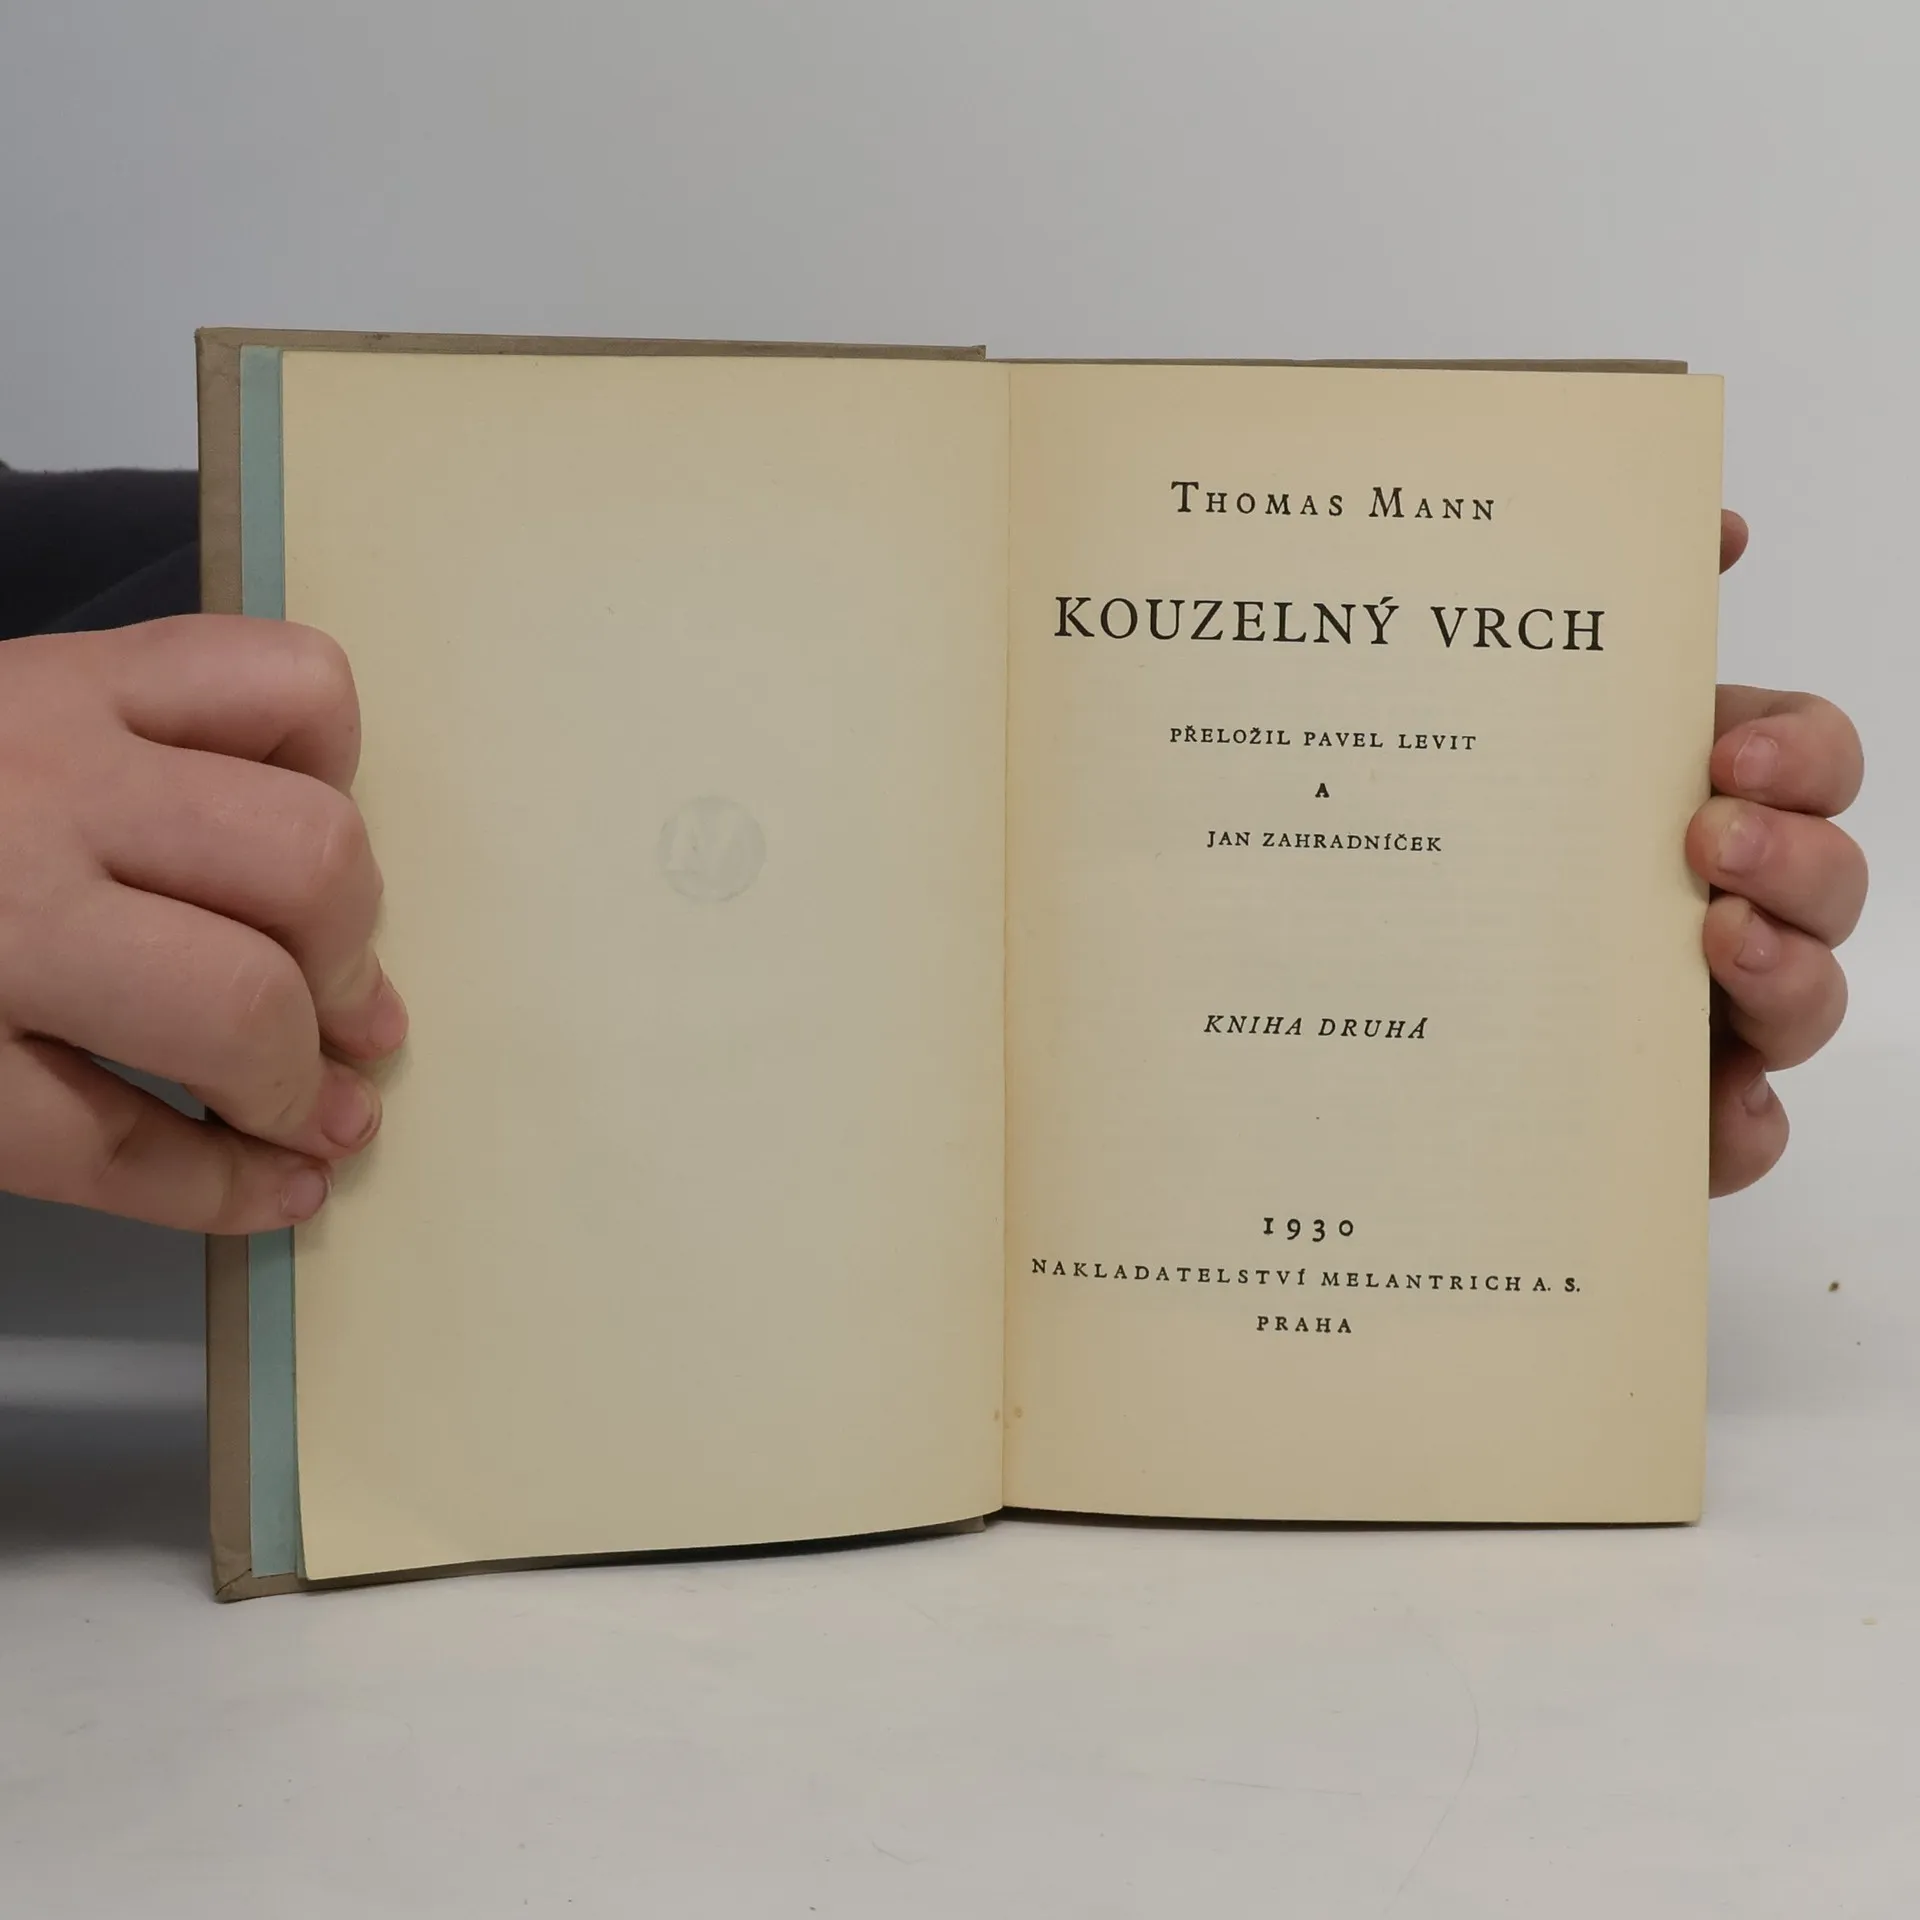 THOMAS MANN
KOUZELNÝ VRCH
PŘELOŽIL PAVEL LEVIT
A
JAN ZAHRADNÍČEK
KNIHA DRUHÁ
1930
NAKLADATELSTVÍ MELANTRICH A. S.
PRAHA